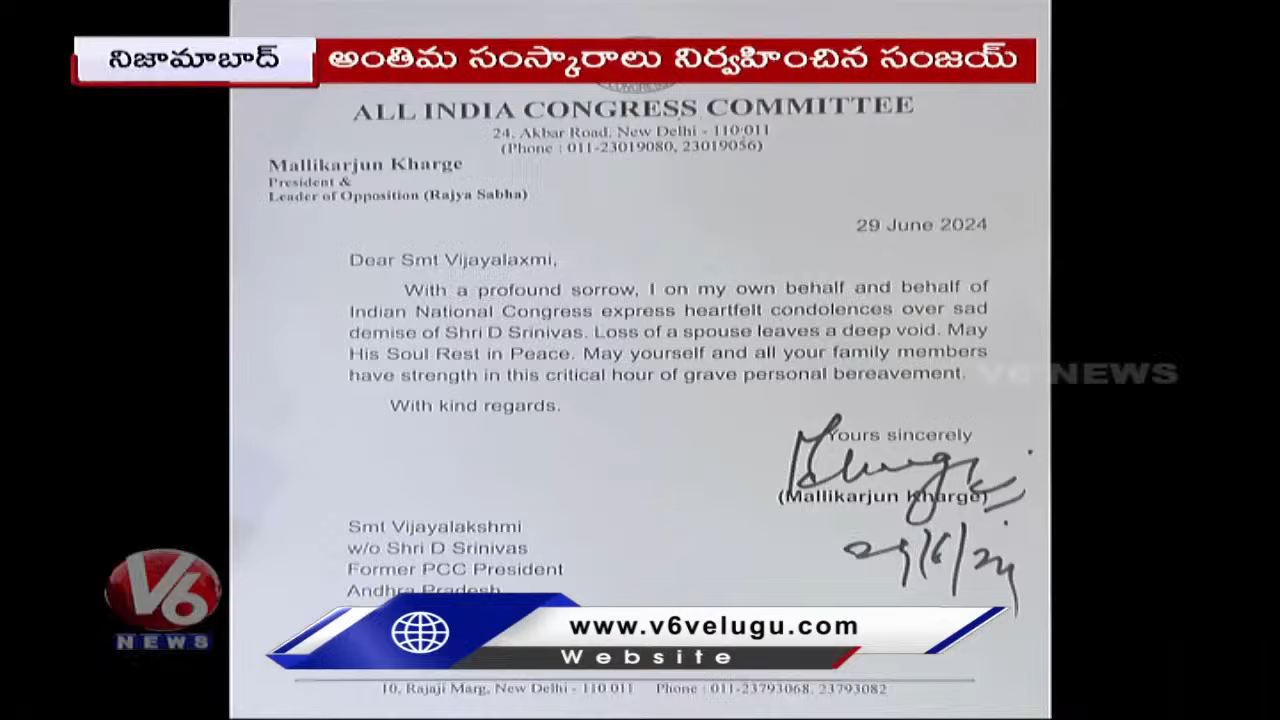 నిజామాబాద్
అంతిమ సంస్కారాలు నిర్వహించిన సంజయ్
ALL INDIA CONGRESS COMMITTEE
24, Akbar Road, New Delhi - 110 011
(Phone : 011-23019080, 23019056)
Mallikarjun Kharge
President &
Leader of Opposition (Rajya Sabha)
29 June 2024
Dear Smt Vijayalaxmi,
With a profound sorrow, I on my own behalf and behalf of
Indian National Congress express heartfelt condolences over sad
demise of Shri D Srinivas. Loss of a spouse leaves a deep void. May
His Soul Rest in Peace. May yourself and all your family members
have strength in this critical hour of grave personal bereavement.
V6 NEWS
With kind regards.
Yours sincerely
(Mallikarjun Kharge)
29/6/24
Smt Vijayalakshmi
w/o Shri D Srinivas
Former PCC President
Andhra Pradesh
V6
NEWS
www.v6velugu.com
Website
10, Rajaji Marg, New Delhi - 110 011 Phone : 011-23793068, 23793082